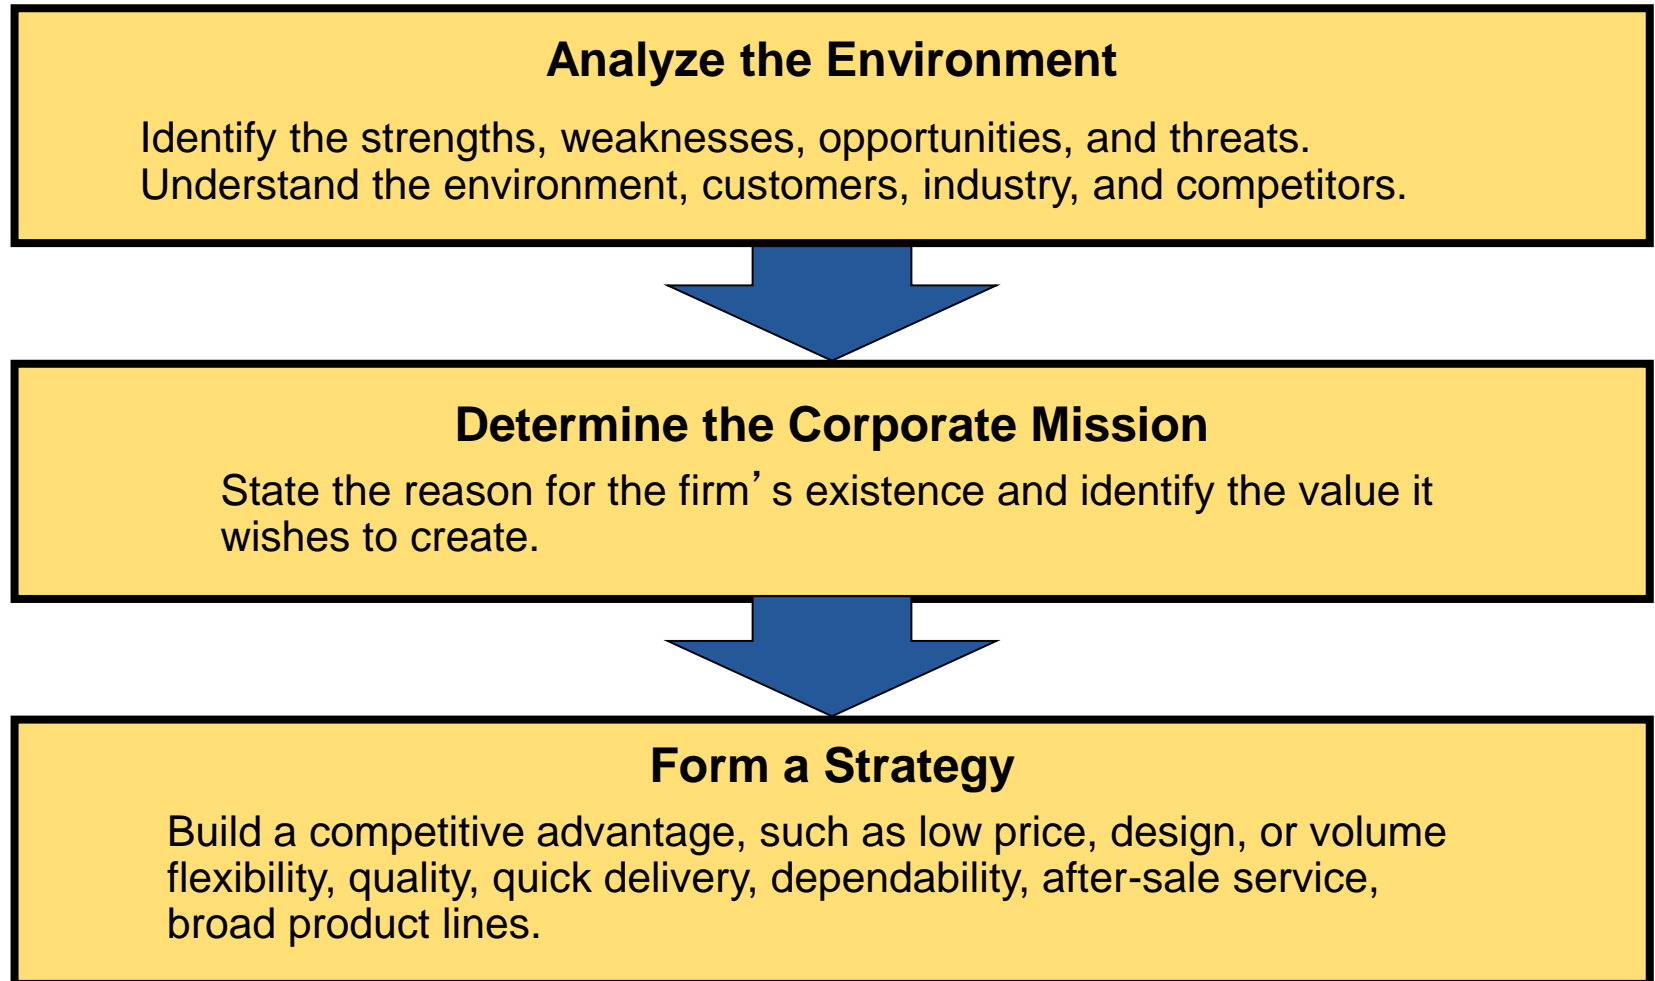 Analyze the Environment
Identify the strengths, weaknesses, opportunities, and threats.
Understand the environment, customers, industry, and competitors.
Determine the Corporate Mission
State the reason for the firm’s existence and identify the value it
wishes to create.
Form a Strategy
Build a competitive advantage, such as low price, design, or volume
flexibility, quality, quick delivery, dependability, after-sale service,
broad product lines.